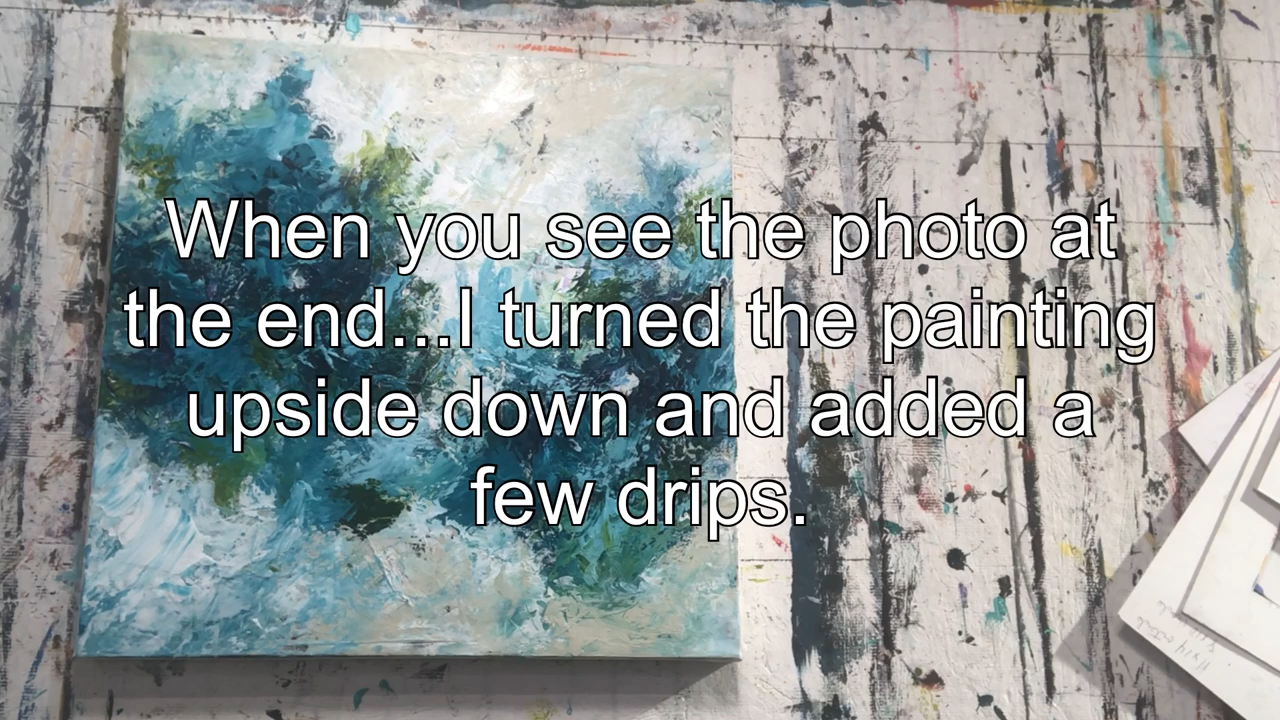 When you see the photo at
the end...I turned the painting
upside down and added a
few drips.